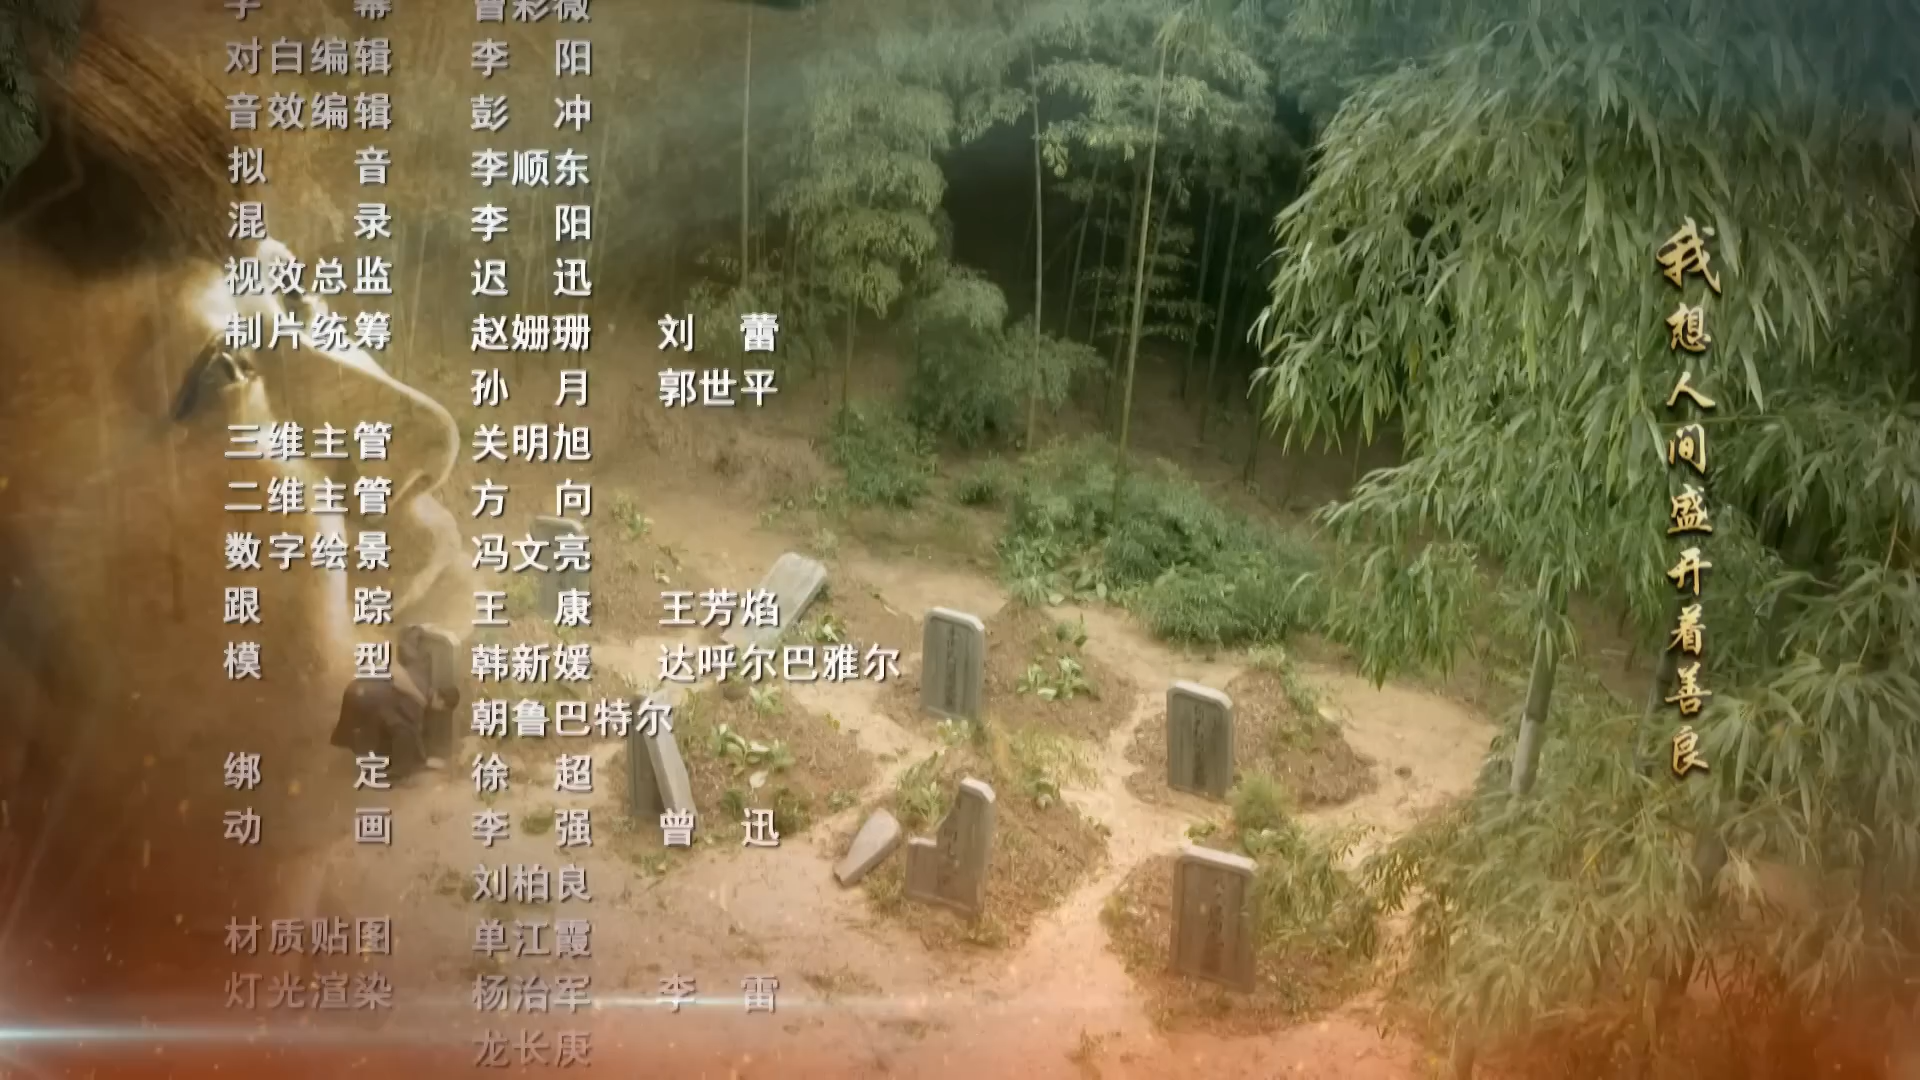 字幕 曾彩薇
对白编辑 李阳
音效编辑 彭冲
拟音 李顺东
混录 李阳
视效总监 迟迅
制片统筹 赵姗珊 刘蕾
孙月 郭世平
三维主管 关明旭
二维主管 方向
数字绘景 冯文亮
跟踪 王康 王芳焰
模型 韩新媛 达呼尔巴雅尔
朝鲁巴特尔
绑定 徐超
动画 李强 曾迅
刘柏良
材质贴图 单江霞
灯光渲染 杨治军 李雷
龙长庚
我想人间盛开着善良